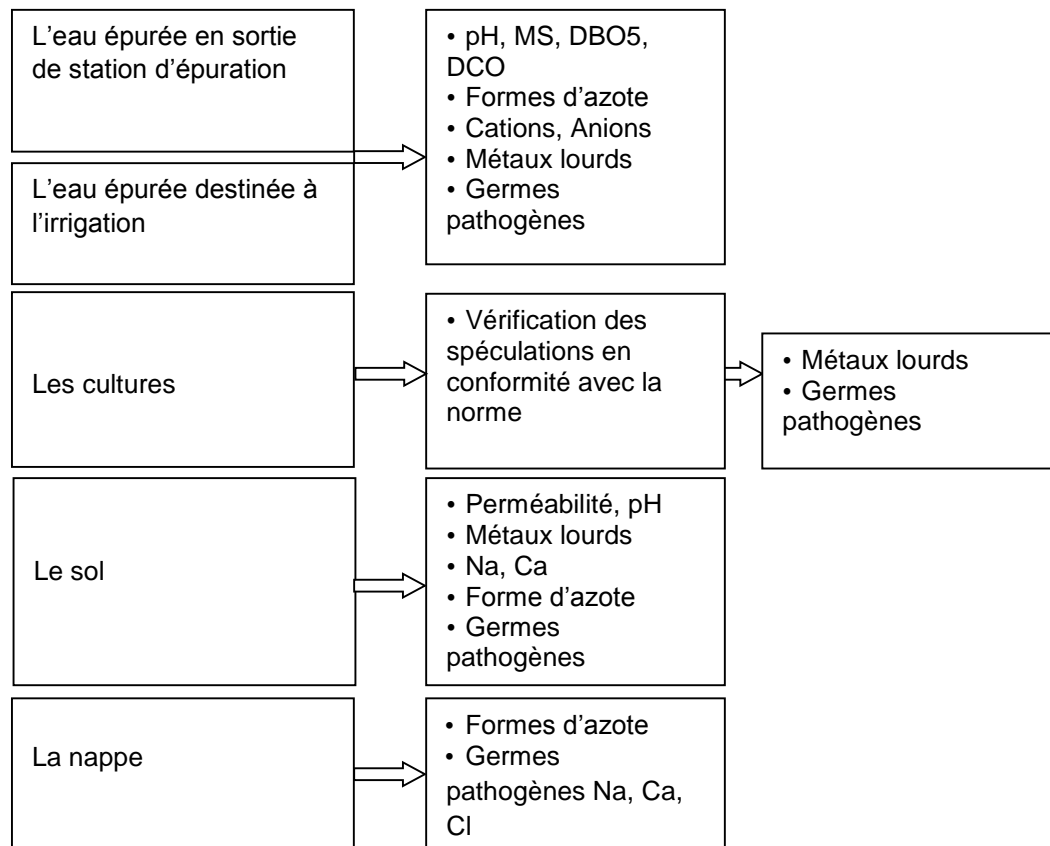 L’eau épurée en sortie
de station d’épuration
• pH, MS, DBO5,
DCO
• Formes d’azote
• Cations, Anions
• Métaux lourds
• Germes
pathogènes
L’eau épurée destinée à
l’irrigation
Les cultures
• Vérification des
spéculations en
conformité avec la
norme
• Métaux lourds
• Germes
pathogènes
Le sol
• Perméabilité, pH
• Métaux lourds
• Na, Ca
• Forme d’azote
• Germes
pathogènes
La nappe
• Formes d’azote
• Germes
pathogènes Na, Ca,
Cl